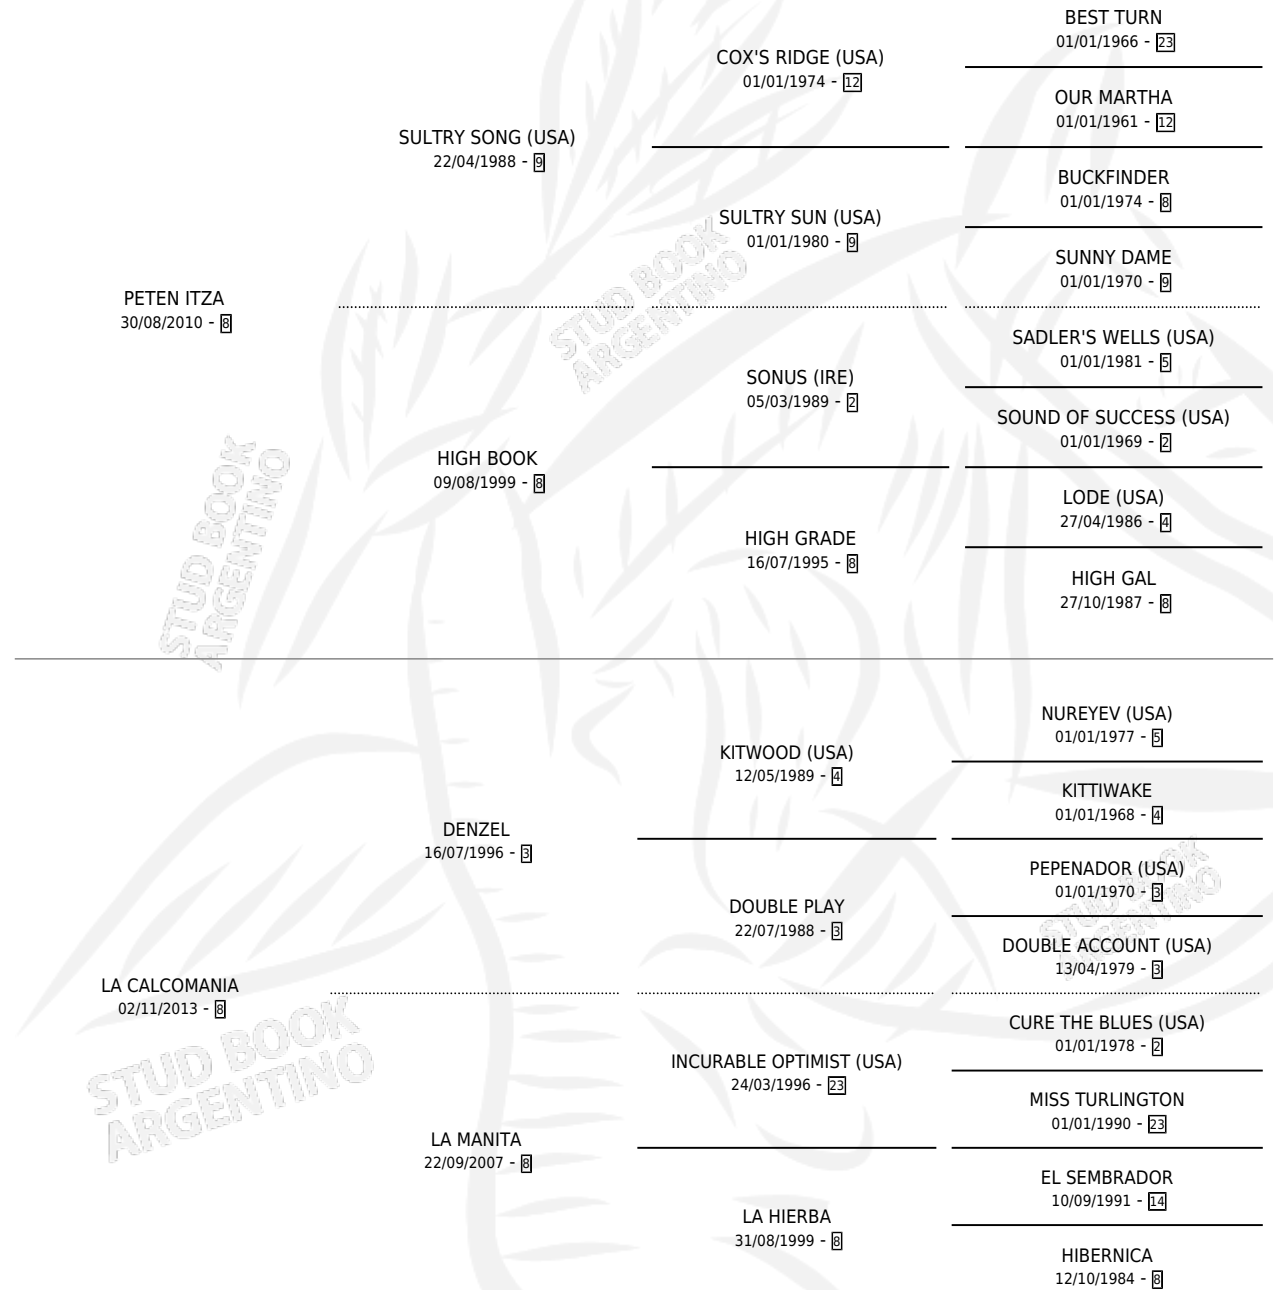 BEST TURN
01/01/1966 - 23
COX'S RIDGE (USA)
01/01/1974 - 12
OUR MARTHA
01/01/1961 - 12
SULTRY SONG (USA)
22/04/1988 - 9
BUCKFINDER
01/01/1974 - 8
SULTRY SUN (USA)
01/01/1980 - 9
SUNNY DAME
01/01/1970 - 9
PETEN ITZA
30/08/2010 - 8
SADLER'S WELLS (USA)
01/01/1981 - 5
SONUS (IRE)
05/03/1989 - 2
SOUND OF SUCCESS (USA)
01/01/1969 - 2
HIGH BOOK
09/08/1999 - 8
LODE (USA)
27/04/1986 - 4
HIGH GRADE
16/07/1995 - 8
HIGH GAL
27/10/1987 - 8
STUD BOOK
ARGENTINO
STUD BOOK
ARGENTINO
NUREYEV (USA)
01/01/1977 - 5
KITWOOD (USA)
12/05/1989 - 4
KITTIWAKE
01/01/1968 - 4
DENZEL
16/07/1996 - 3
PEPENADOR (USA)
01/01/1970 - 3
DOUBLE PLAY
22/07/1988 - 3
DOUBLE ACCOUNT (USA)
13/04/1979 - 3
STUD BOOK
ARGENTINO
LA CALCOMANIA
02/11/2013 - 8
CURE THE BLUES (USA)
01/01/1978 - 2
INCURABLE OPTIMIST (USA)
24/03/1996 - 23
MISS TURLINGTON
01/01/1990 - 23
STUD BOOK
ARGENTINO
LA MANITA
22/09/2007 - 8
EL SEMBRADOR
10/09/1991 - 14
LA HIERBA
31/08/1999 - 8
HIBERNICA
12/10/1984 - 8